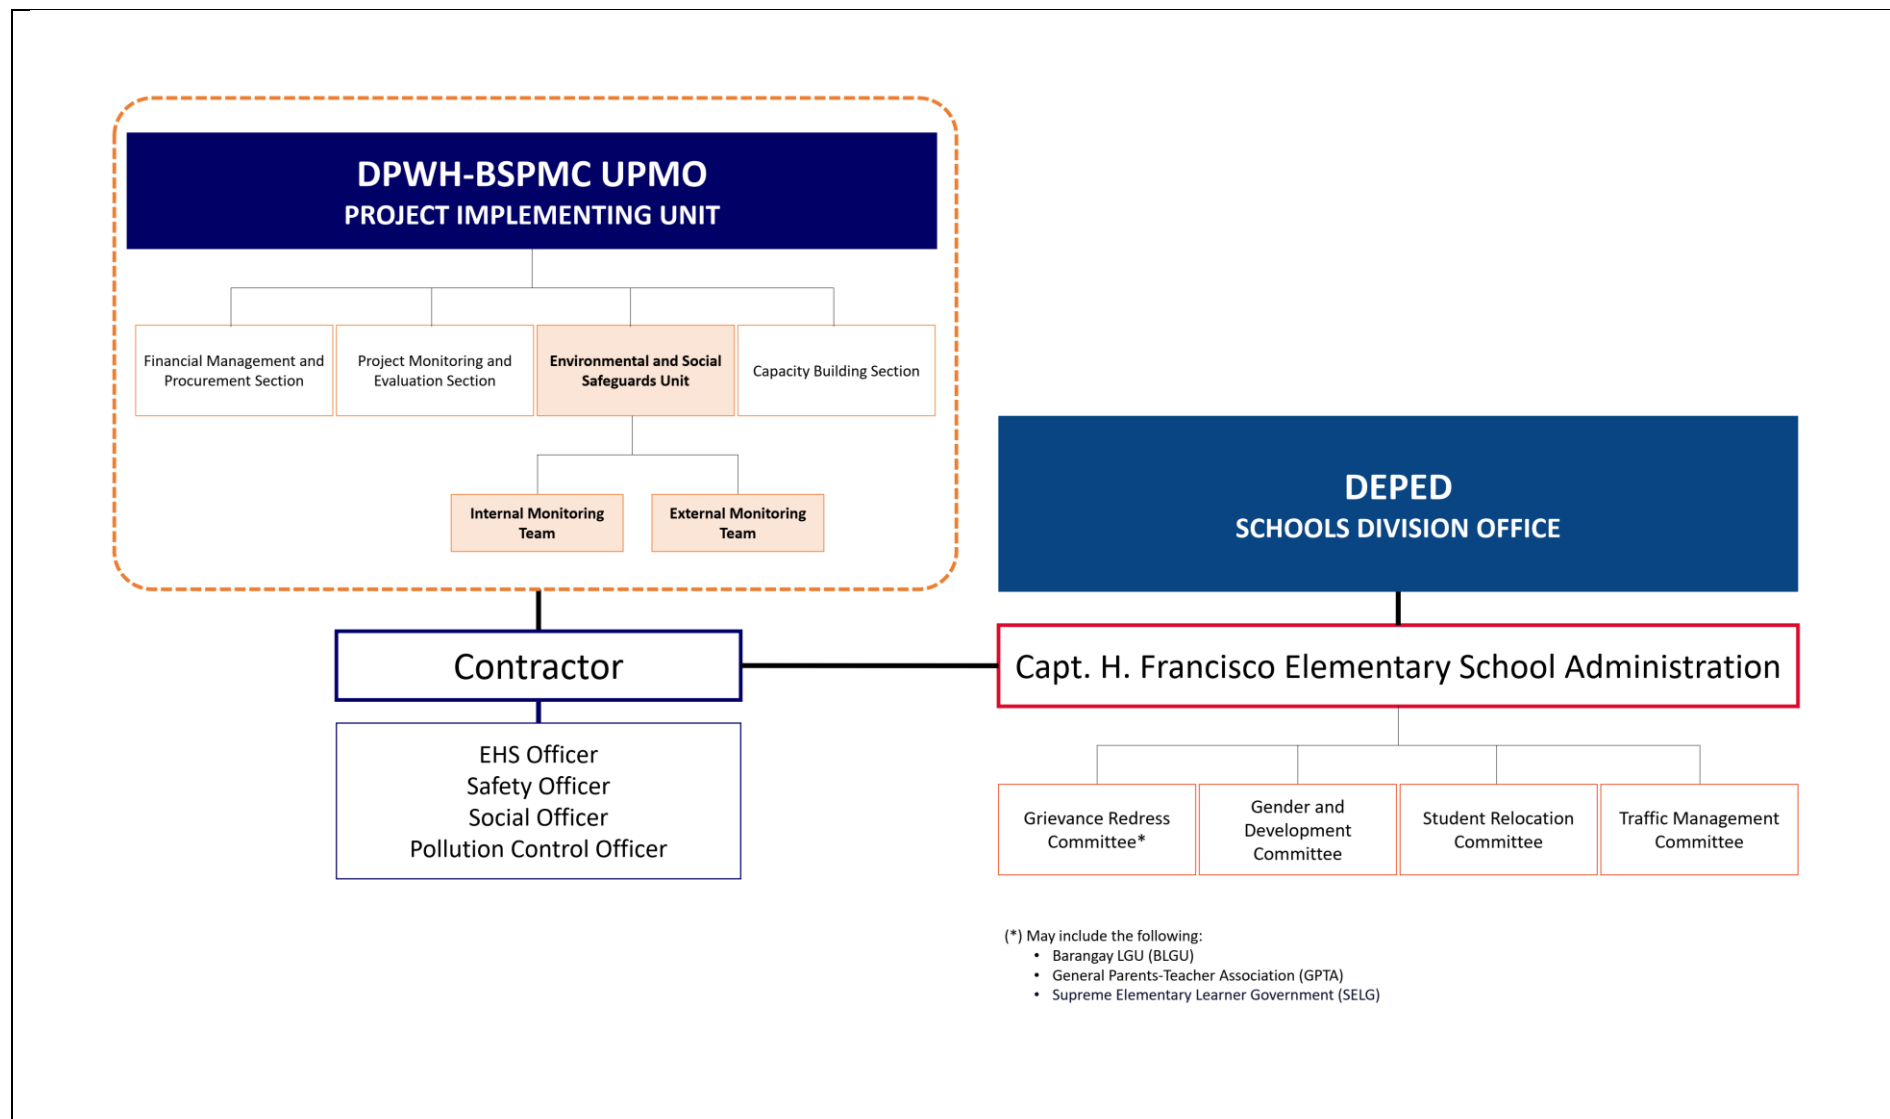 DPWH-BSPMC UPMO
PROJECT IMPLEMENTING UNIT
Financial Management and
Procurement Section
Project Monitoring and
Evaluation Section
Environmental and Social
Safeguards Unit
Capacity Building Section
Internal Monitoring
Team
External Monitoring
Team
DEPED
SCHOOLS DIVISION OFFICE
Contractor
Capt. H. Francisco Elementary School Administration
EHS Officer
Safety Officer
Social Officer
Pollution Control Officer
Grievance Redress
Committee*
Gender and
Development
Committee
Student Relocation
Committee
Traffic Management
Committee
(*) May include the following:
• Barangay LGU (BLGU)
• General Parents-Teacher Association (GPTA)
• Supreme Elementary Learner Government (SELG)